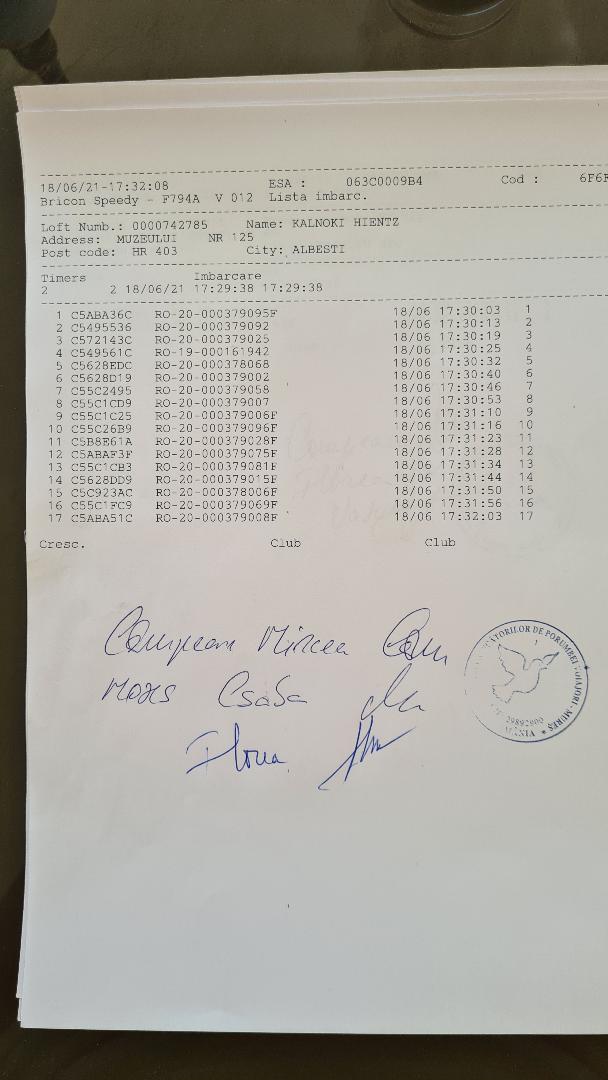 18/06/21-17:32:08 ESA : 063C0009B4 Cod : 6F6F
Bricon Speedy - F794A V 012 Lista imbarc.
Loft Numb.: 0000742785 Name: KALNOKI HIENTZ
Address: MUZEULUI NR 125
Post code: HR 403 City: ALBESTI
Timers Imbarcare
2 2 18/06/21 17:29:38 17:29:38
1 C5ABA36C RO-20-000379095F 18/06 17:30:03 1
2 C5495536 RO-20-000379092 18/06 17:30:13 2
3 C572143C RO-20-000379025 18/06 17:30:19 3
4 C549561C RO-19-000161942 18/06 17:30:25 4
5 C5628EDC RO-20-000378068 18/06 17:30:32 5
6 C5628D19 RO-20-000379002 18/06 17:30:40 6
7 C55C2495 RO-20-000379058 18/06 17:30:46 7
8 C55C1CD9 RO-20-000379007 18/06 17:30:53 8
9 C55C1C25 RO-20-000379006F 18/06 17:31:10 9
10 C55C26B9 RO-20-000379096F 18/06 17:31:16 10
11 C5B8E61A RO-20-000379028F 18/06 17:31:23 11
12 C5ABAF3F RO-20-000379075F 18/06 17:31:28 12
13 C55C1CB3 RO-20-000379081F 18/06 17:31:34 13
14 C5628DD9 RO-20-000379015F 18/06 17:31:44 14
15 C5C923AC RO-20-000378006F 18/06 17:31:50 15
16 C55C1FC9 RO-20-000379069F 18/06 17:31:56 16
17 C5ABA51C RO-20-000379008F 18/06 17:32:03 17
Cresc. Club Club
Campean Mircea
Moses Csaba
Florea
DE PORUMBEI VOIAJORI - MUREȘ
29892900